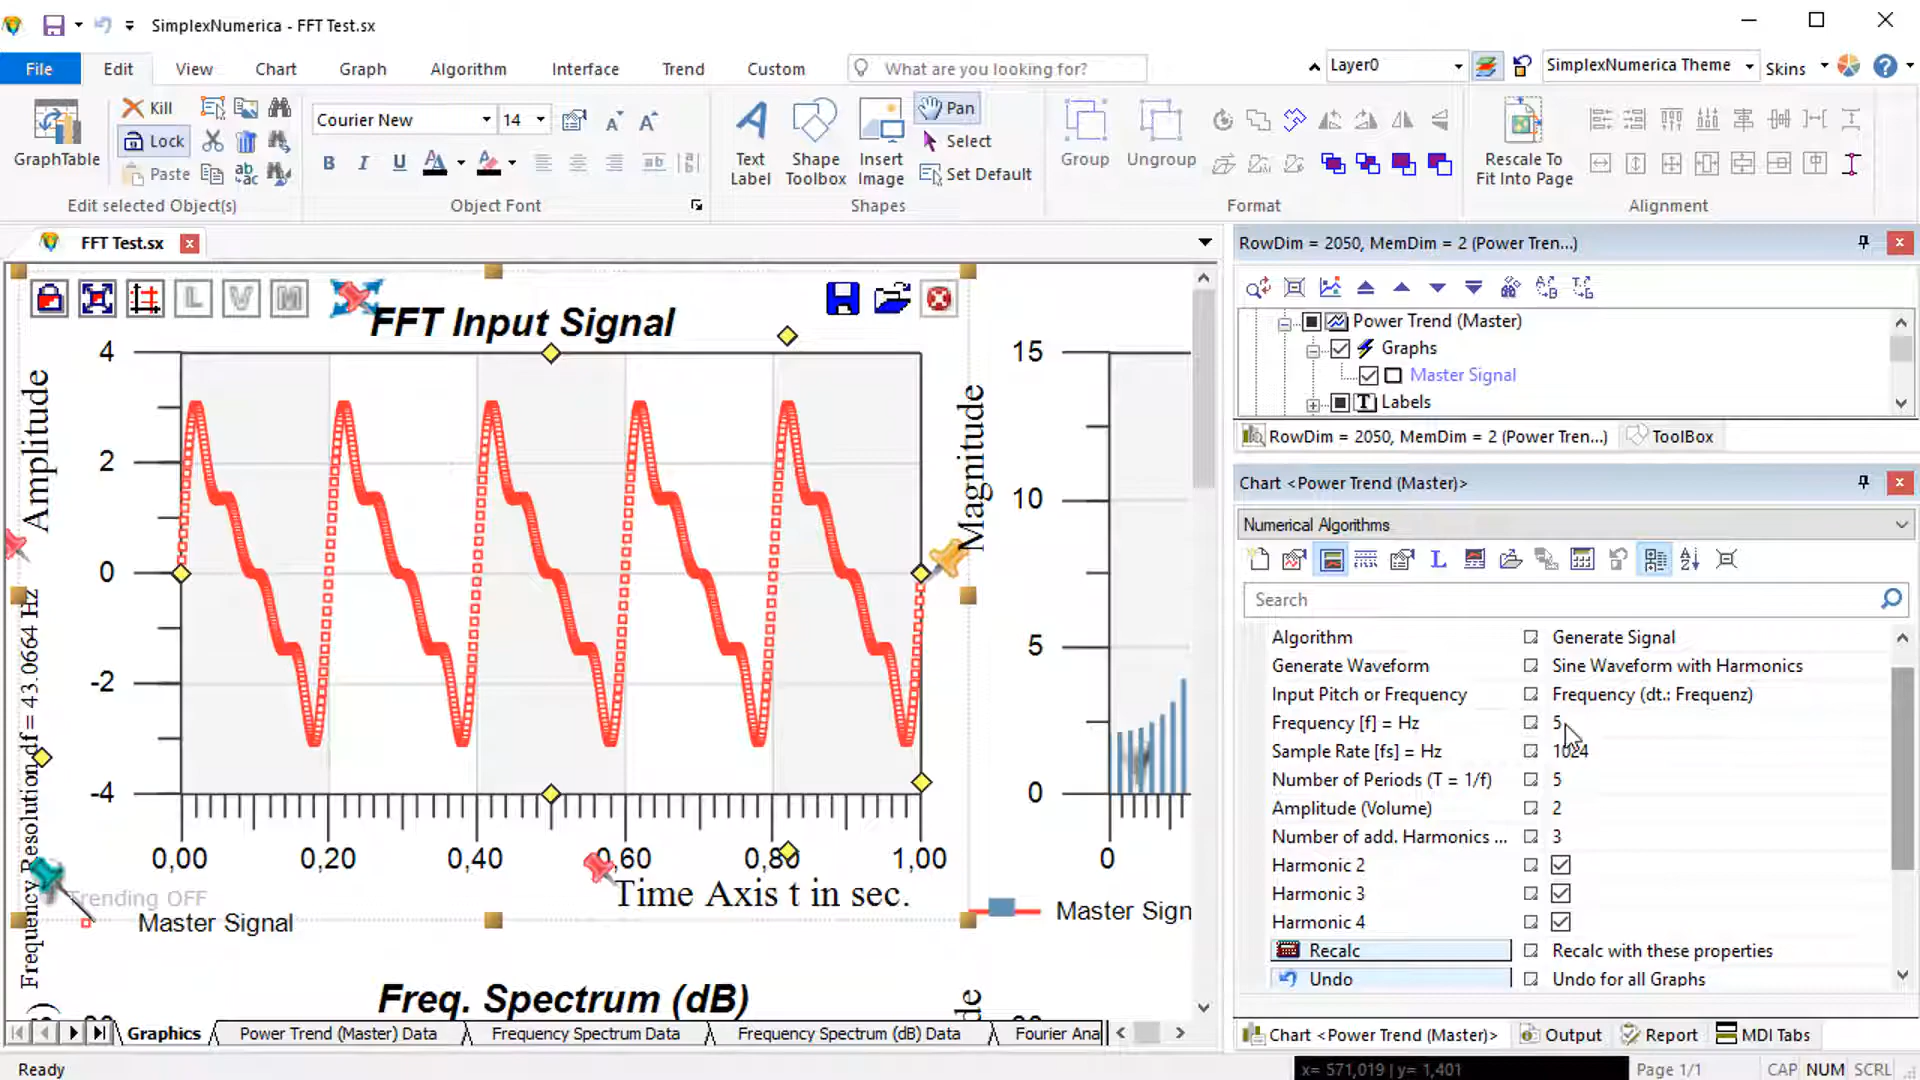 SimplexNumerica - FFT Test.sx
File Edit View Chart Graph Algorithm Interface Trend Custom What are you looking for? Layer0 SimplexNumerica Theme Skins
Kill Courier New 14 Pan
GraphTable Lock Text Label Shape Toolbox Insert Image Select Group Ungroup Rescale To Fit Into Page
Paste B I U Set Default
Edit selected Object(s) Object Font Shapes Format Alignment
FFT Test.sx
L V M
FFT Input Signal
Amplitude
4
2
0
-2
-4
0,00 0,20 0,40 0,60 0,80 1,00
Time Axis t in sec.
Trending OFF
Master Signal
Frequency Resolution df = 43.0664 Hz
Magnitude
15
10
5
0
0
Master Sign
Freq. Spectrum (dB)
Graphics Power Trend (Master) Data Frequency Spectrum Data Frequency Spectrum (dB) Data Fourier Ana
RowDim = 2050, MemDim = 2 (Power Tren...)
Power Trend (Master)
Graphs
Master Signal
T Labels
RowDim = 2050, MemDim = 2 (Power Tren...) ToolBox
Chart <Power Trend (Master)>
Numerical Algorithms
L
Search
Algorithm Generate Signal
Generate Waveform Sine Waveform with Harmonics
Input Pitch or Frequency Frequency (dt.: Frequenz)
Frequency [f] = Hz 5
Sample Rate [fs] = Hz 1024
Number of Periods (T = 1/f) 5
Amplitude (Volume) 2
Number of add. Harmonics ... 3
Harmonic 2
Harmonic 3
Harmonic 4
Recalc Recalc with these properties
Undo Undo for all Graphs
Chart <Power Trend (Master)> Output Report MDI Tabs
Ready x= 571,019 | y= 1,401 Page 1/1 CAP NUM SCRL